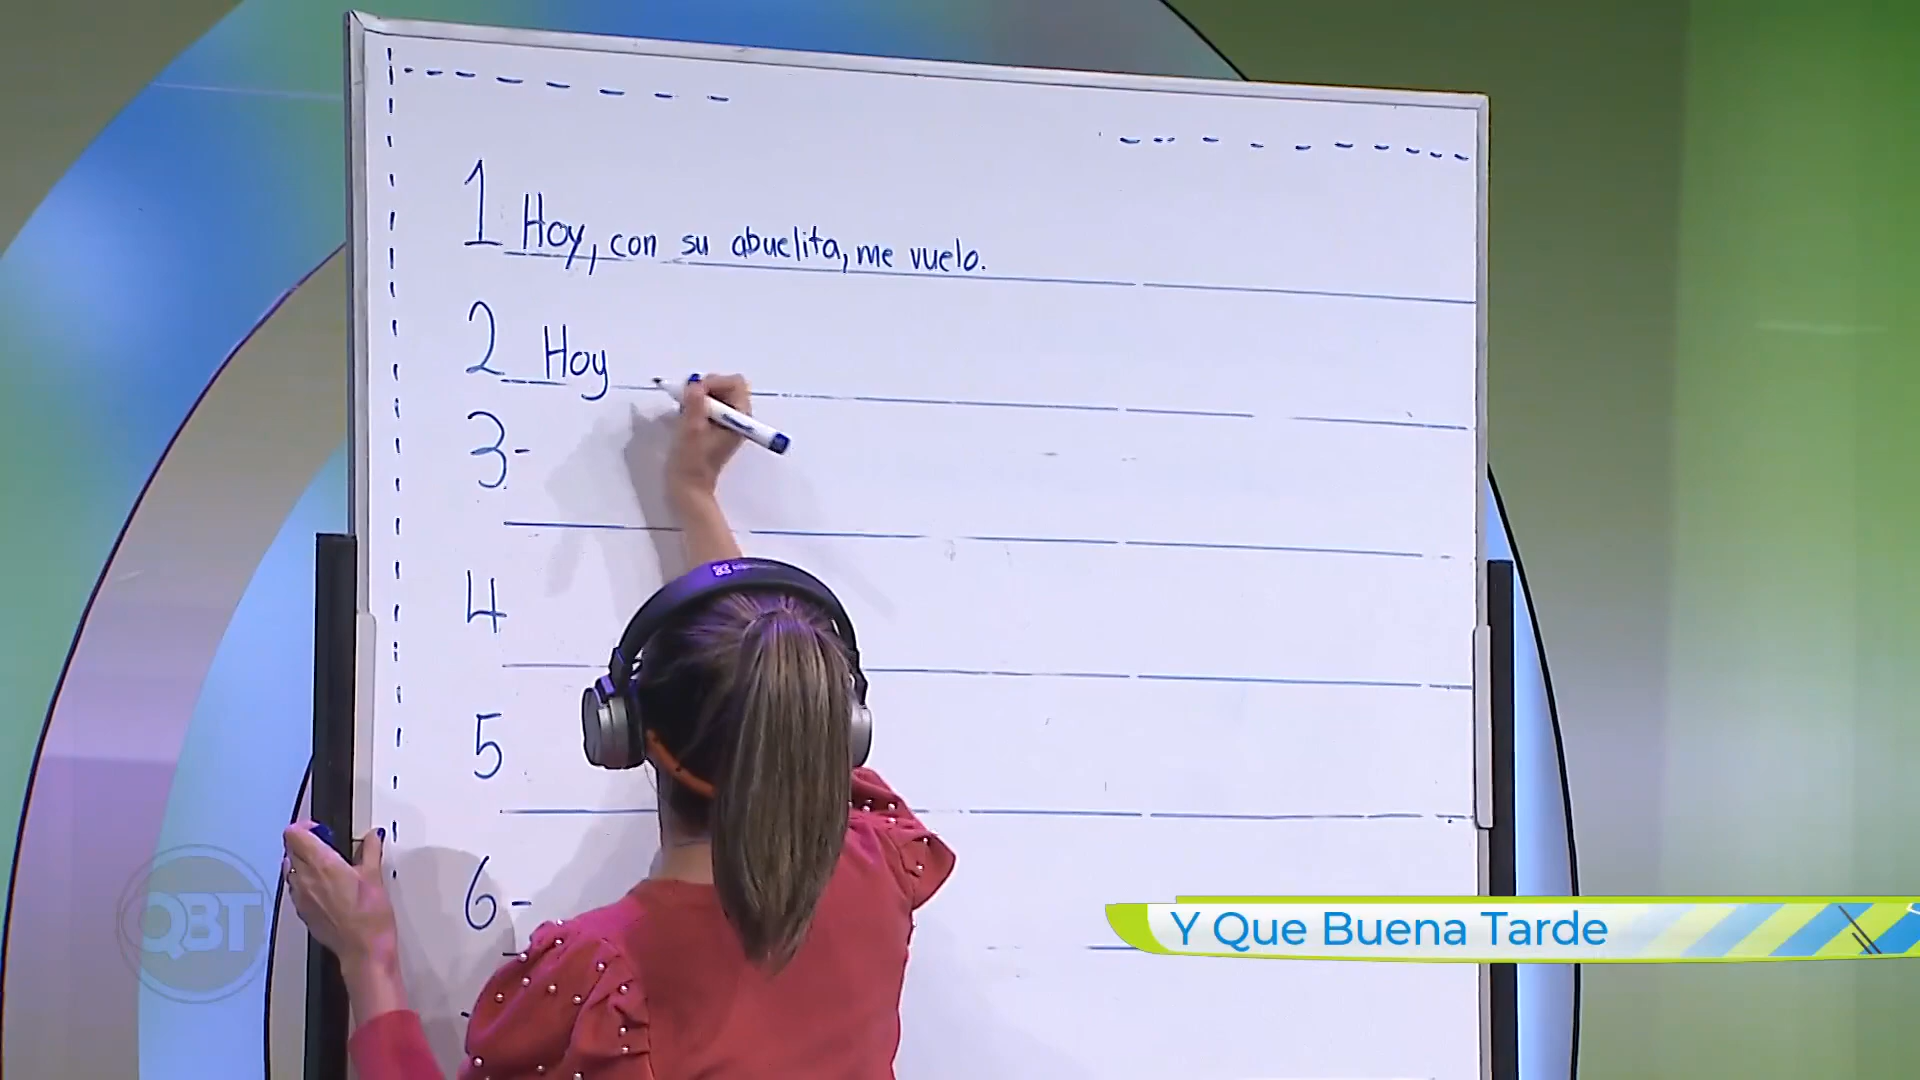 1 Hoy, con su abuelita, me vuelo.
2 Hoy
3-
4
5
6-
QBT
Y Que Buena Tarde